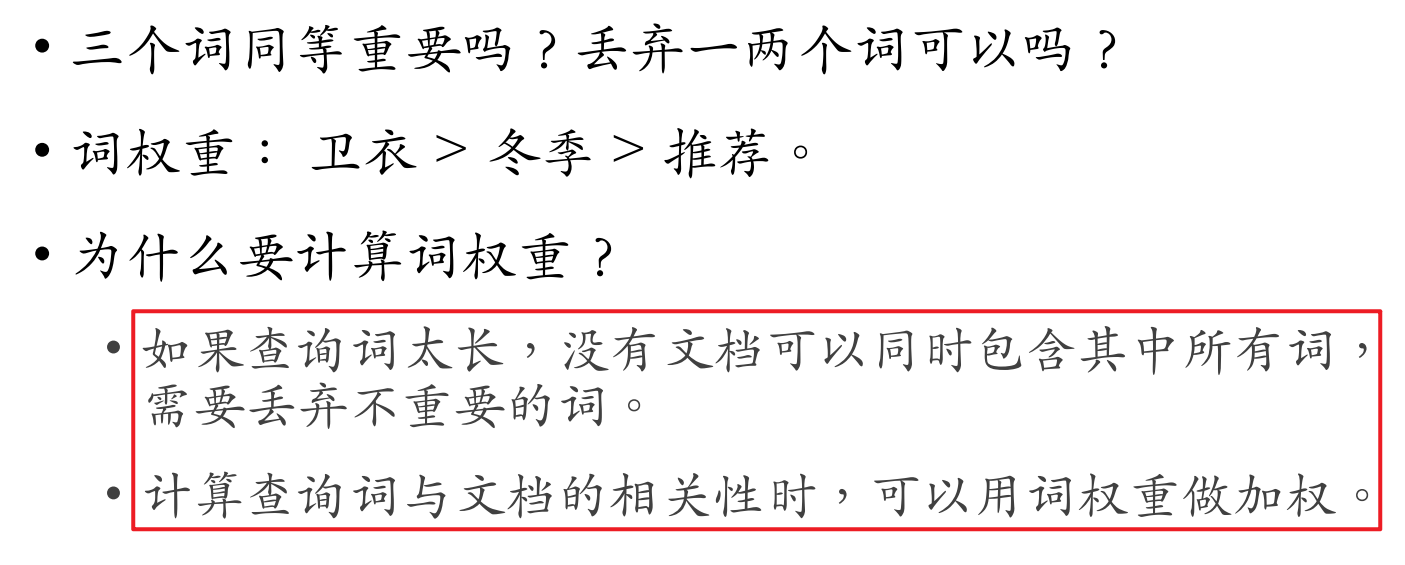 • 三个词同等重要吗？丢弃一两个词可以吗？
• 词权重： 卫衣 > 冬季 > 推荐。
• 为什么要计算词权重？
• 如果查询词太长，没有文档可以同时包含其中所有词，
需要丢弃不重要的词。
• 计算查询词与文档的相关性时，可以用词权重做加权。